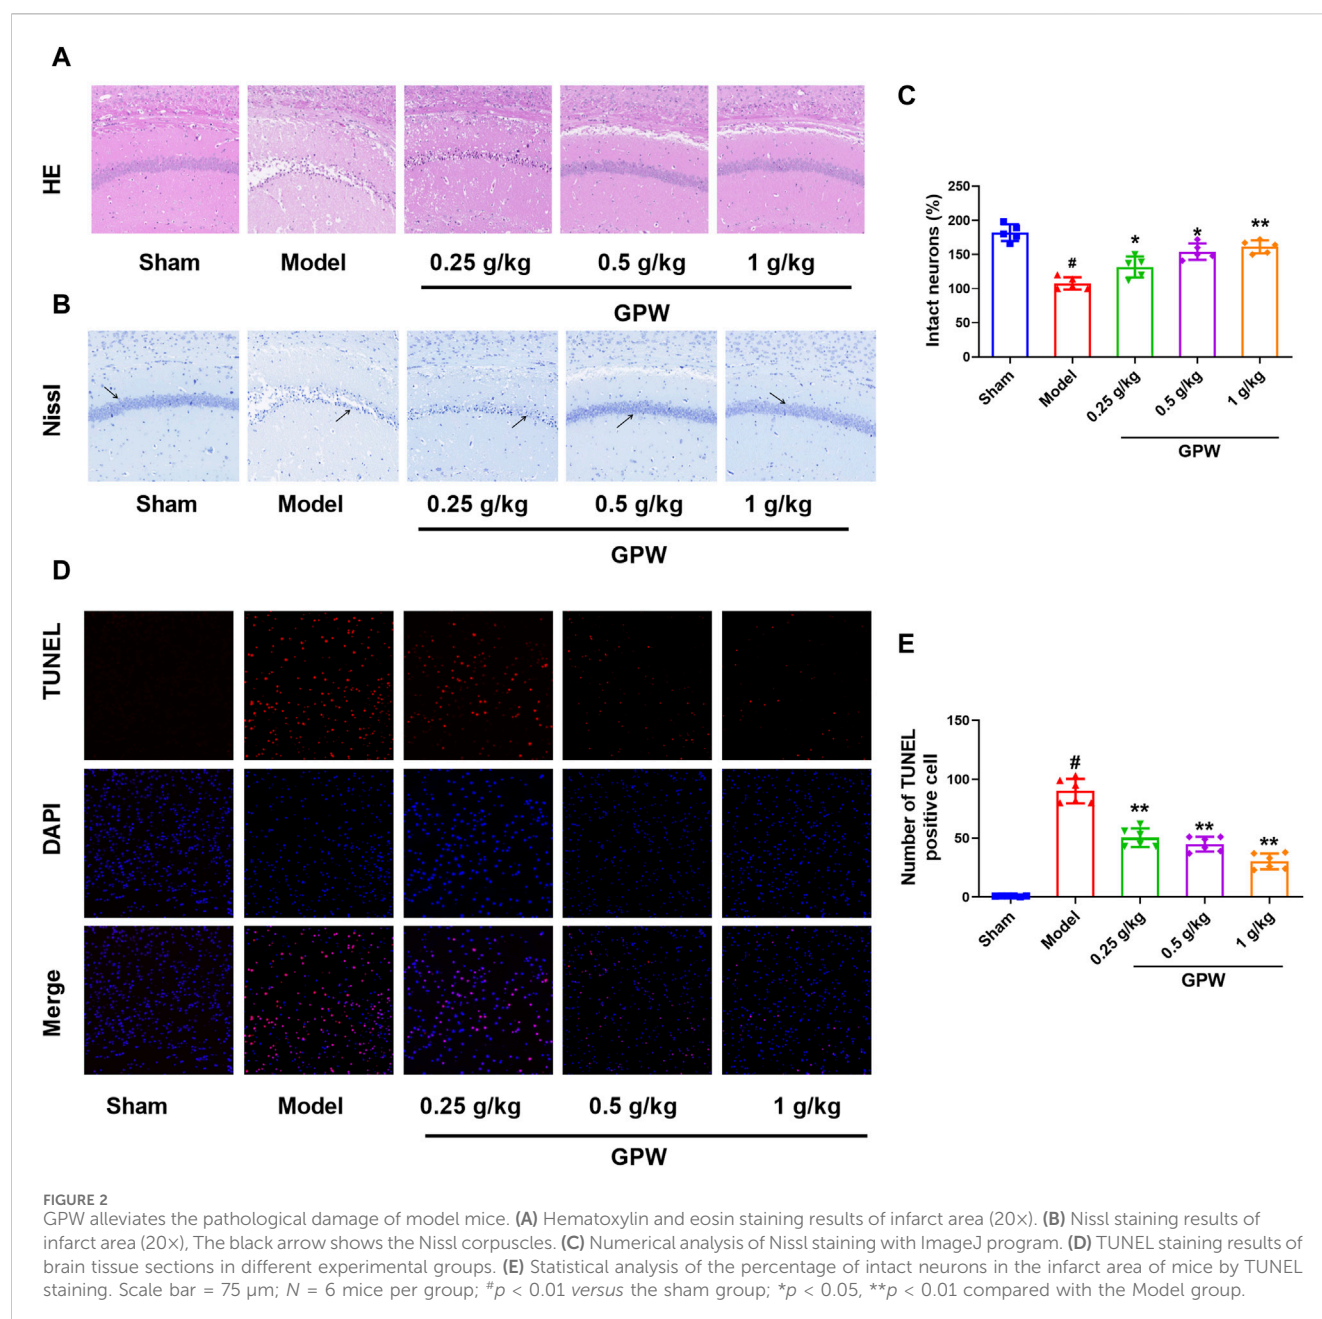 A
HE
Sham Model 0.25 g/kg 0.5 g/kg 1 g/kg
GPW
B
Nissl
Sham Model 0.25 g/kg 0.5 g/kg 1 g/kg
GPW
C
Intact neurons (%)
250
200
150
100
50
0
# * * **
Sham Model 0.25 g/kg 0.5 g/kg 1 g/kg
GPW
D
TUNEL
DAPI
Merge
Sham Model 0.25 g/kg 0.5 g/kg 1 g/kg
GPW
E
Number of TUNEL
positive cell
150
100
50
0
# ** ** **
Sham Model 0.25 g/kg 0.5 g/kg 1 g/kg
GPW
FIGURE 2
GPW alleviates the pathological damage of model mice. (A) Hematoxylin and eosin staining results of infarct area (20×). (B) Nissl staining results of
infarct area (20×), The black arrow shows the Nissl corpuscles. (C) Numerical analysis of Nissl staining with ImageJ program. (D) TUNEL staining results of
brain tissue sections in different experimental groups. (E) Statistical analysis of the percentage of intact neurons in the infarct area of mice by TUNEL
staining. Scale bar = 75 μm; N = 6 mice per group; #p < 0.01 versus the sham group; *p < 0.05, **p < 0.01 compared with the Model group.